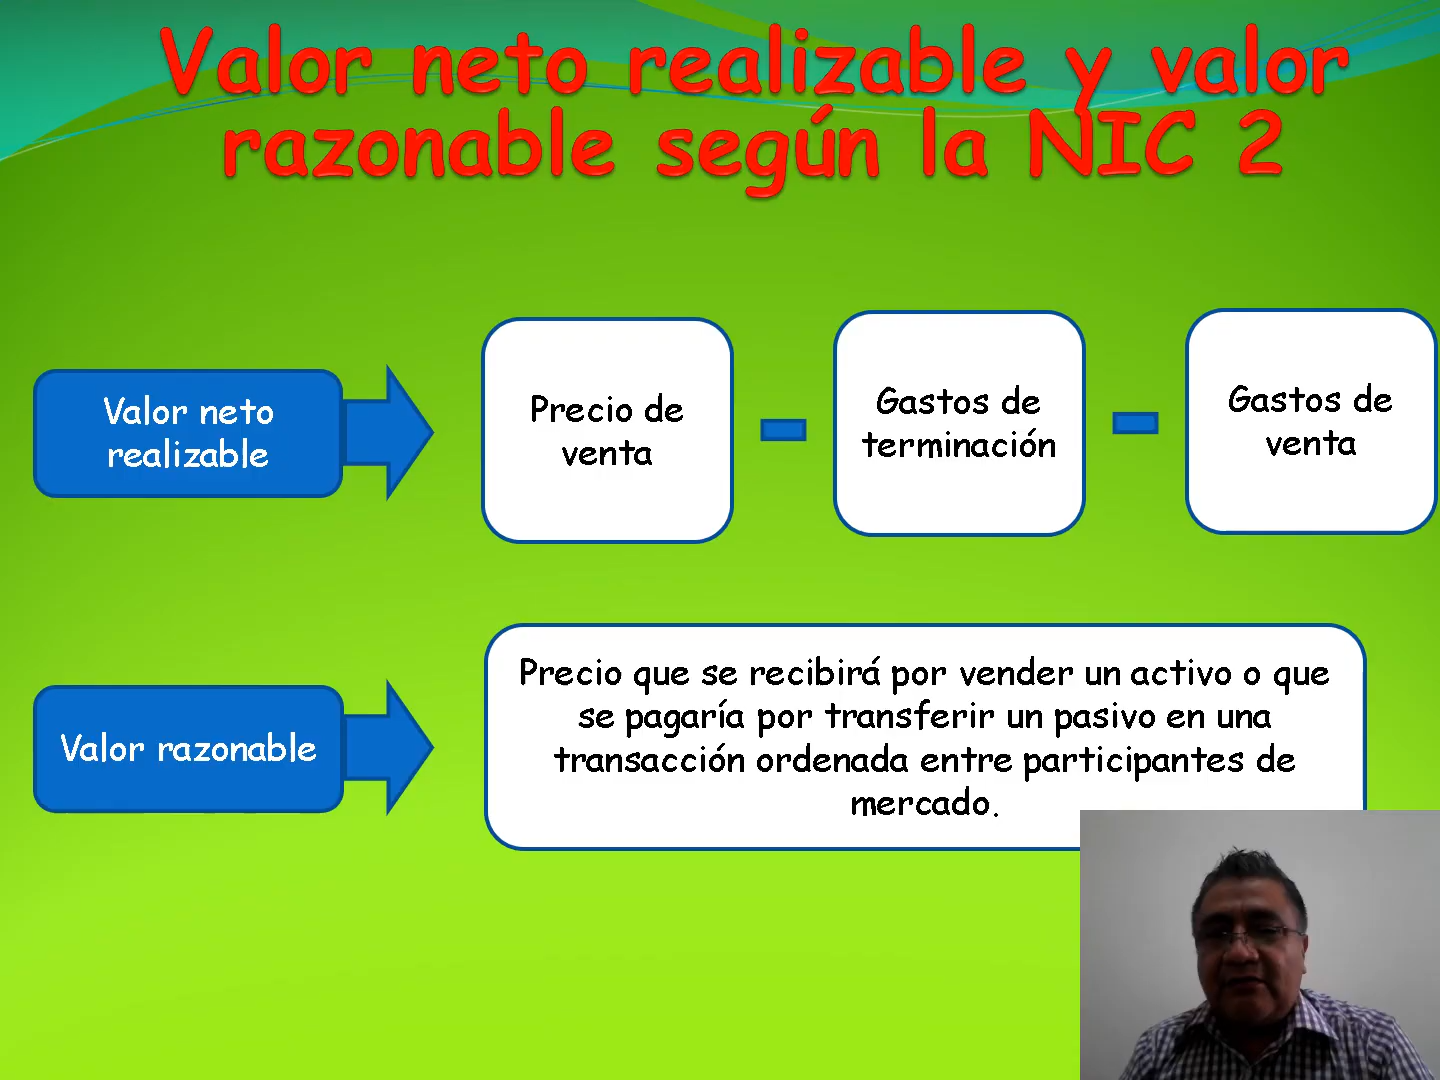 Valor neto realizable y valor
razonable según la NIC 2
Valor neto
realizable
Precio de
venta
Gastos de
terminación
Gastos de
venta
Valor razonable
Precio que se recibirá por vender un activo o que
se pagaría por transferir un pasivo en una
transacción ordenada entre participantes de
mercado.